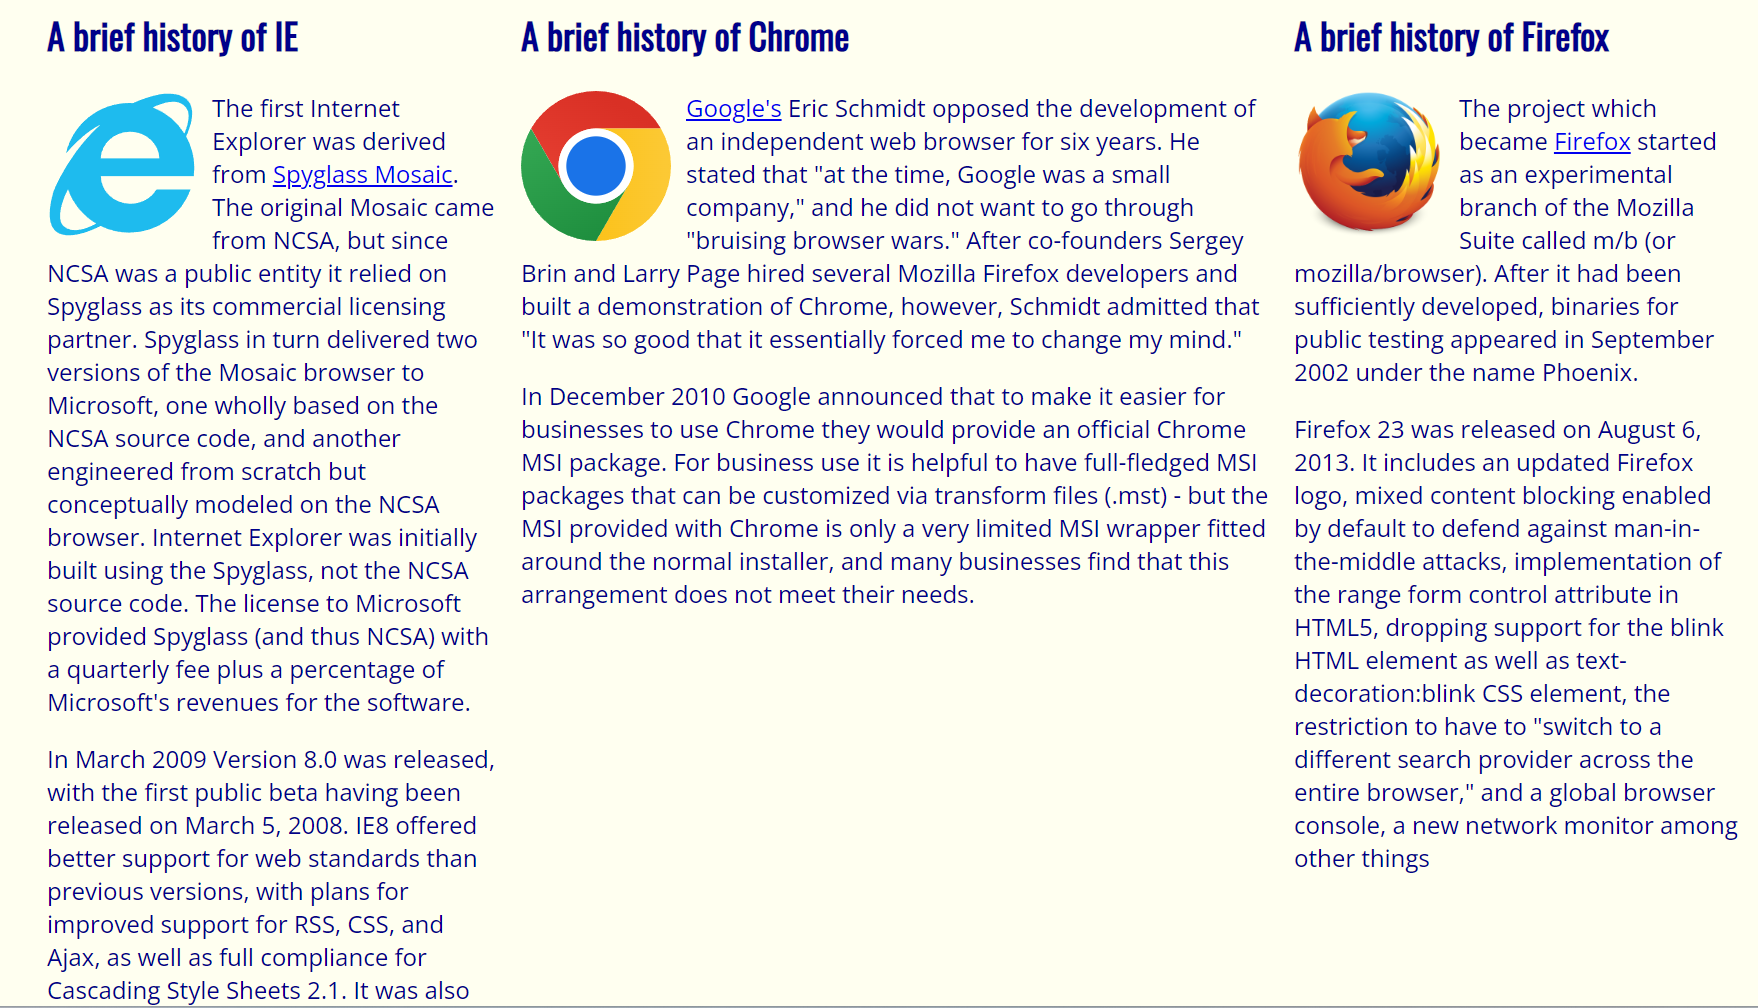 A brief history of IE
The first Internet
Explorer was derived
from Spyglass Mosaic.
The original Mosaic came
from NCSA, but since
NCSA was a public entity it relied on
Spyglass as its commercial licensing
partner. Spyglass in turn delivered two
versions of the Mosaic browser to
Microsoft, one wholly based on the
NCSA source code, and another
engineered from scratch but
conceptually modeled on the NCSA
browser. Internet Explorer was initially
built using the Spyglass, not the NCSA
source code. The license to Microsoft
provided Spyglass (and thus NCSA) with
a quarterly fee plus a percentage of
Microsoft's revenues for the software.
In March 2009 Version 8.0 was released,
with the first public beta having been
released on March 5, 2008. IE8 offered
better support for web standards than
previous versions, with plans for
improved support for RSS, CSS, and
Ajax, as well as full compliance for
Cascading Style Sheets 2.1. It was also
A brief history of Chrome
Google's Eric Schmidt opposed the development of
an independent web browser for six years. He
stated that "at the time, Google was a small
company," and he did not want to go through
"bruising browser wars." After co-founders Sergey
Brin and Larry Page hired several Mozilla Firefox developers and
built a demonstration of Chrome, however, Schmidt admitted that
"It was so good that it essentially forced me to change my mind."
In December 2010 Google announced that to make it easier for
businesses to use Chrome they would provide an official Chrome
MSI package. For business use it is helpful to have full-fledged MSI
packages that can be customized via transform files (.mst) - but the
MSI provided with Chrome is only a very limited MSI wrapper fitted
around the normal installer, and many businesses find that this
arrangement does not meet their needs.
A brief history of Firefox
The project which
became Firefox started
as an experimental
branch of the Mozilla
Suite called m/b (or
mozilla/browser). After it had been
sufficiently developed, binaries for
public testing appeared in September
2002 under the name Phoenix.
Firefox 23 was released on August 6,
2013. It includes an updated Firefox
logo, mixed content blocking enabled
by default to defend against man-in-
the-middle attacks, implementation of
the range form control attribute in
HTML5, dropping support for the blink
HTML element as well as text-
decoration:blink CSS element, the
restriction to have to "switch to a
different search provider across the
entire browser," and a global browser
console, a new network monitor among
other things